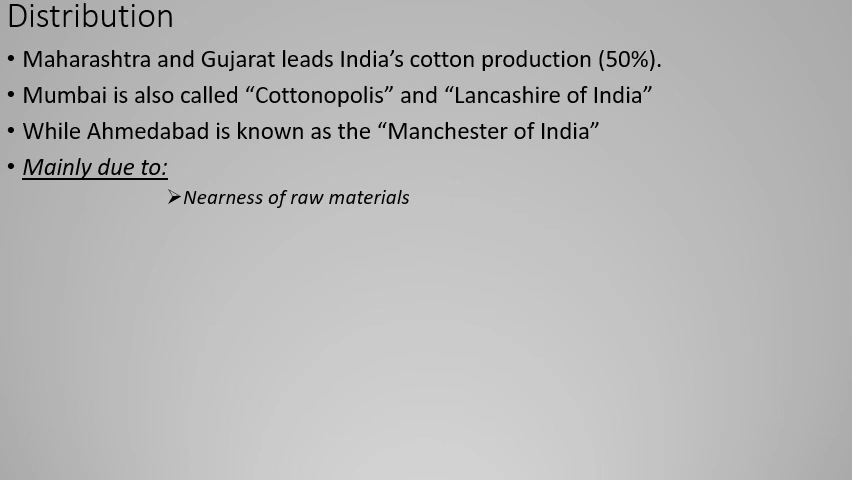 Distribution
• Maharashtra and Gujarat leads India’s cotton production (50%).
• Mumbai is also called “Cottonopolis” and “Lancashire of India”
• While Ahmedabad is known as the “Manchester of India”
• Mainly due to:
➢Nearness of raw materials